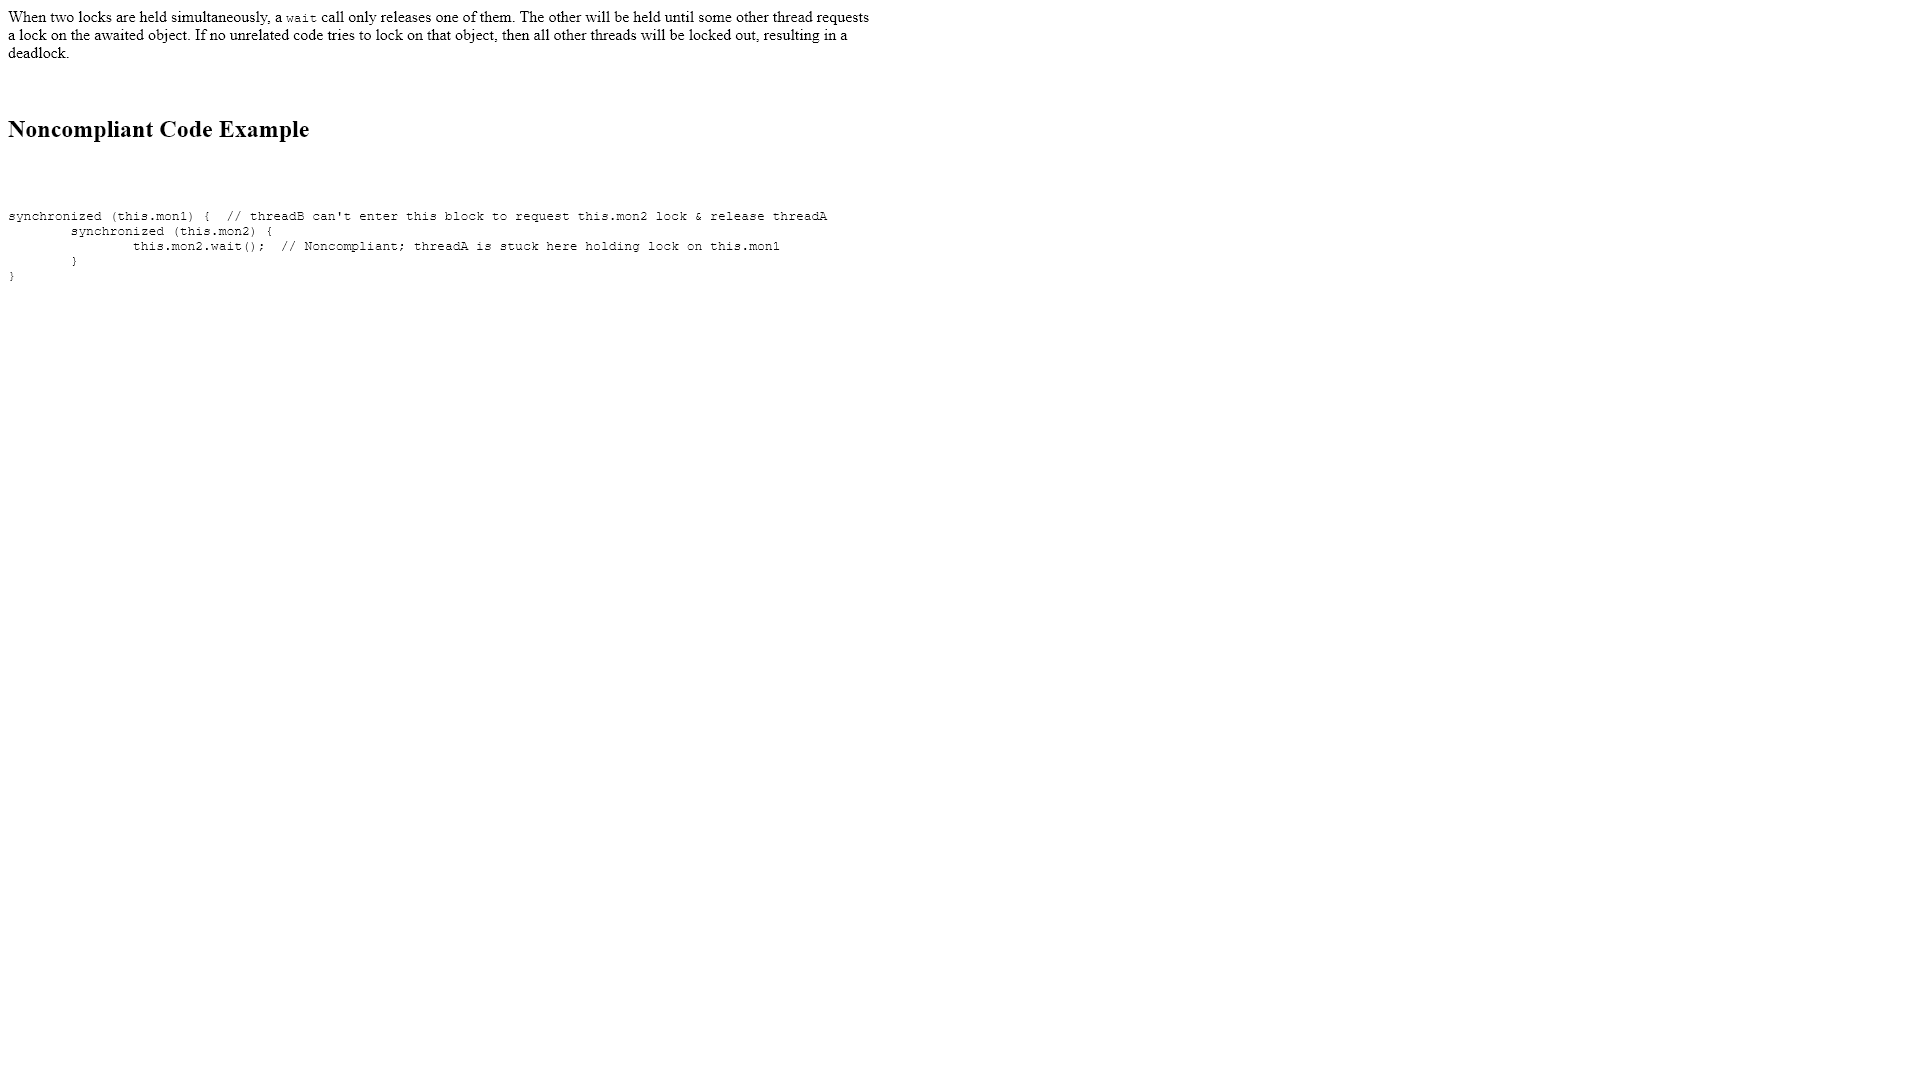 When two locks are held simultaneously, a wait call only releases one of them. The other will be held until some other thread requests
a lock on the awaited object. If no unrelated code tries to lock on that object, then all other threads will be locked out, resulting in a
deadlock.
Noncompliant Code Example
synchronized (this.mon1) {  // threadB can't enter this block to request this.mon2 lock & release threadA
        synchronized (this.mon2) {
                this.mon2.wait();  // Noncompliant; threadA is stuck here holding lock on this.mon1
        }
}